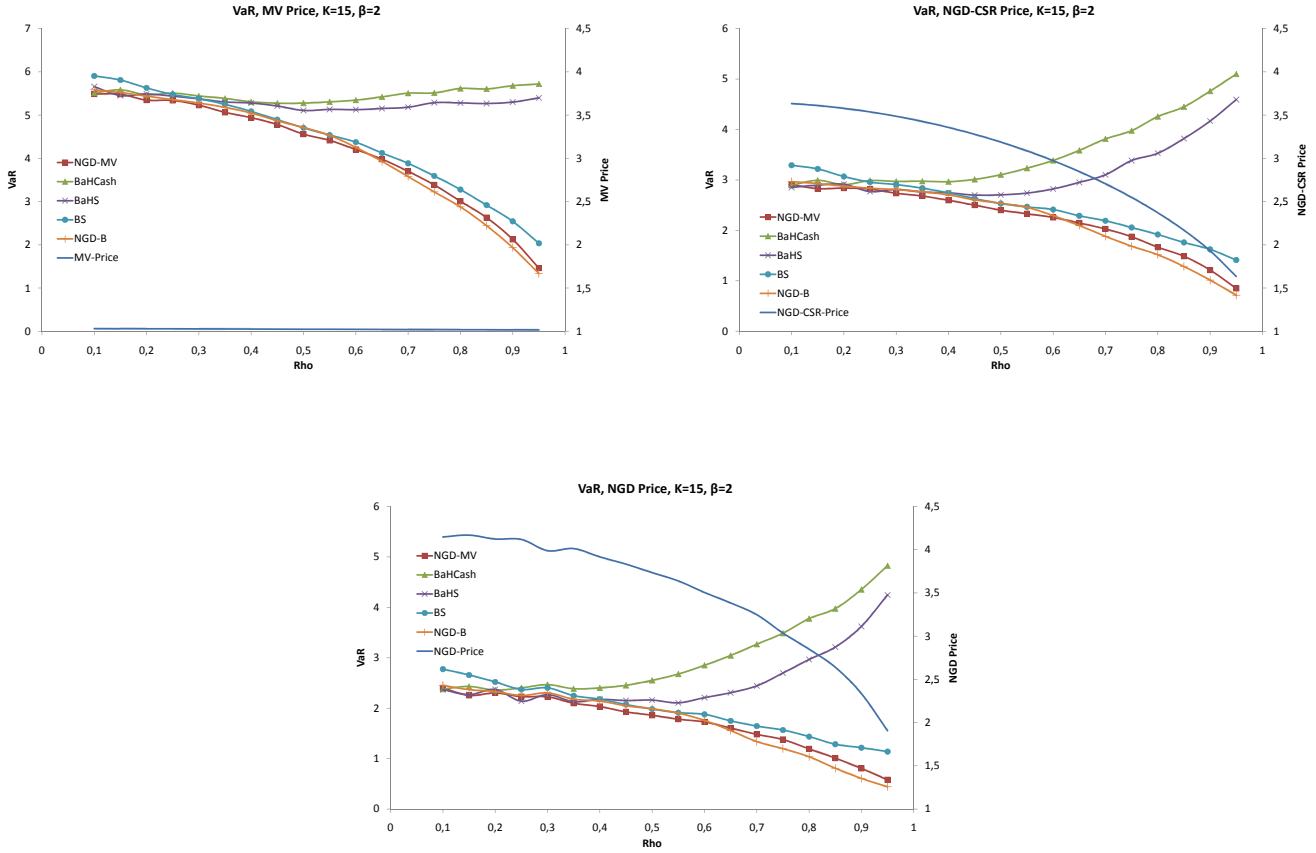 VaR, MV Price, K=15, β=2
7
6
5
4
3
2
1
0
VaR
4,5
4
3,5
3
2,5
2
1,5
1
MV Price
NGD-MV
BaHCash
BaHS
BS
NGD-B
MV-Price
0 0,1 0,2 0,3 0,4 0,5 0,6 0,7 0,8 0,9 1
Rho
VaR, NGD-CSR Price, K=15, β=2
6
5
4
3
2
1
0
VaR
4,5
4
3,5
3
2,5
2
1,5
1
NGD-CSR Price
NGD-MV
BaHCash
BaHS
BS
NGD-B
NGD-CSR-Price
0 0,1 0,2 0,3 0,4 0,5 0,6 0,7 0,8 0,9 1
Rho
VaR, NGD Price, K=15, β=2
6
5
4
3
2
1
0
VaR
4,5
4
3,5
3
2,5
2
1,5
1
NGD Price
NGD-MV
BaHCash
BaHS
BS
NGD-B
NGD-Price
0 0,1 0,2 0,3 0,4 0,5 0,6 0,7 0,8 0,9 1
Rho